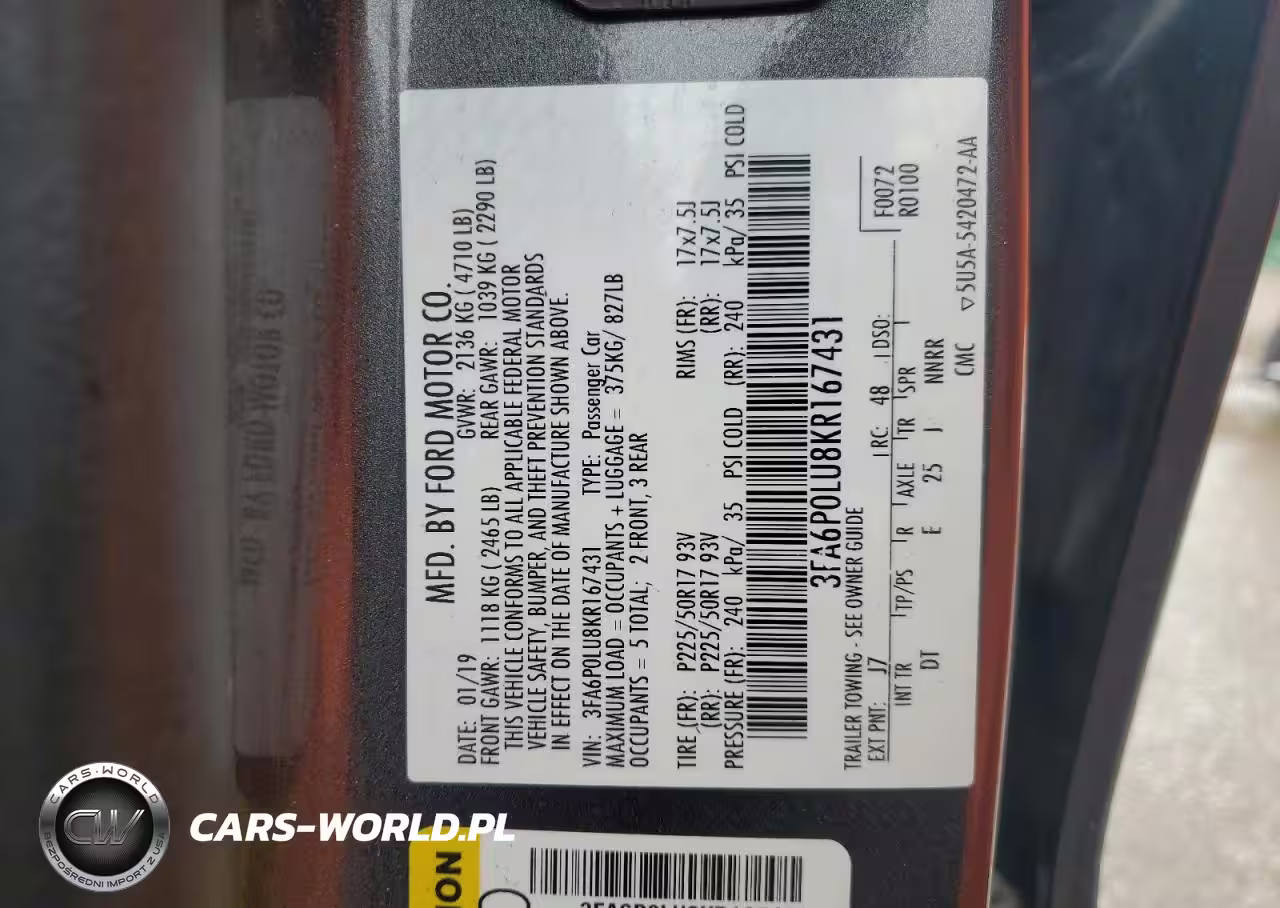 MFD. BY FORD MOTOR CO.
DATE: 01/19 GVWR: 2136 KG ( 4710 LB)
FRONT GAWR: 1118 KG ( 2465 LB) REAR GAWR: 1039 KG ( 2290 LB)
THIS VEHICLE CONFORMS TO ALL APPLICABLE FEDERAL MOTOR
VEHICLE SAFETY, BUMPER, AND THEFT PREVENTION STANDARDS
IN EFFECT ON THE DATE OF MANUFACTURE SHOWN ABOVE.
VIN: 3FA6P0LU8KR167431 TYPE: Passenger Car
MAXIMUM LOAD = OCCUPANTS + LUGGAGE = 375KG/ 827LB
OCCUPANTS = 5 TOTAL; 2 FRONT, 3 REAR
TIRE (FR): P225/50R17 93V RIMS (FR): 17x7.5J
(RR): P225/50R17 93V (RR): 17x7.5J
PRESSURE (FR): 240 kPa/ 35 PSI COLD (RR): 240 kPa/ 35 PSI COLD
3FA6P0LU8KR167431
TRAILER TOWING - SEE OWNER GUIDE
EXT PNT: J7 RC: 48 DSO: F0072
R0100
INT TR TP/PS R AXLE TR SPR
DT E 25 J NNRR
CMC
▽5U5A-5420472-AA
CARS-WORLD
CW
BEZPOŚREDNI IMPORT Z USA
CARS-WORLD.PL